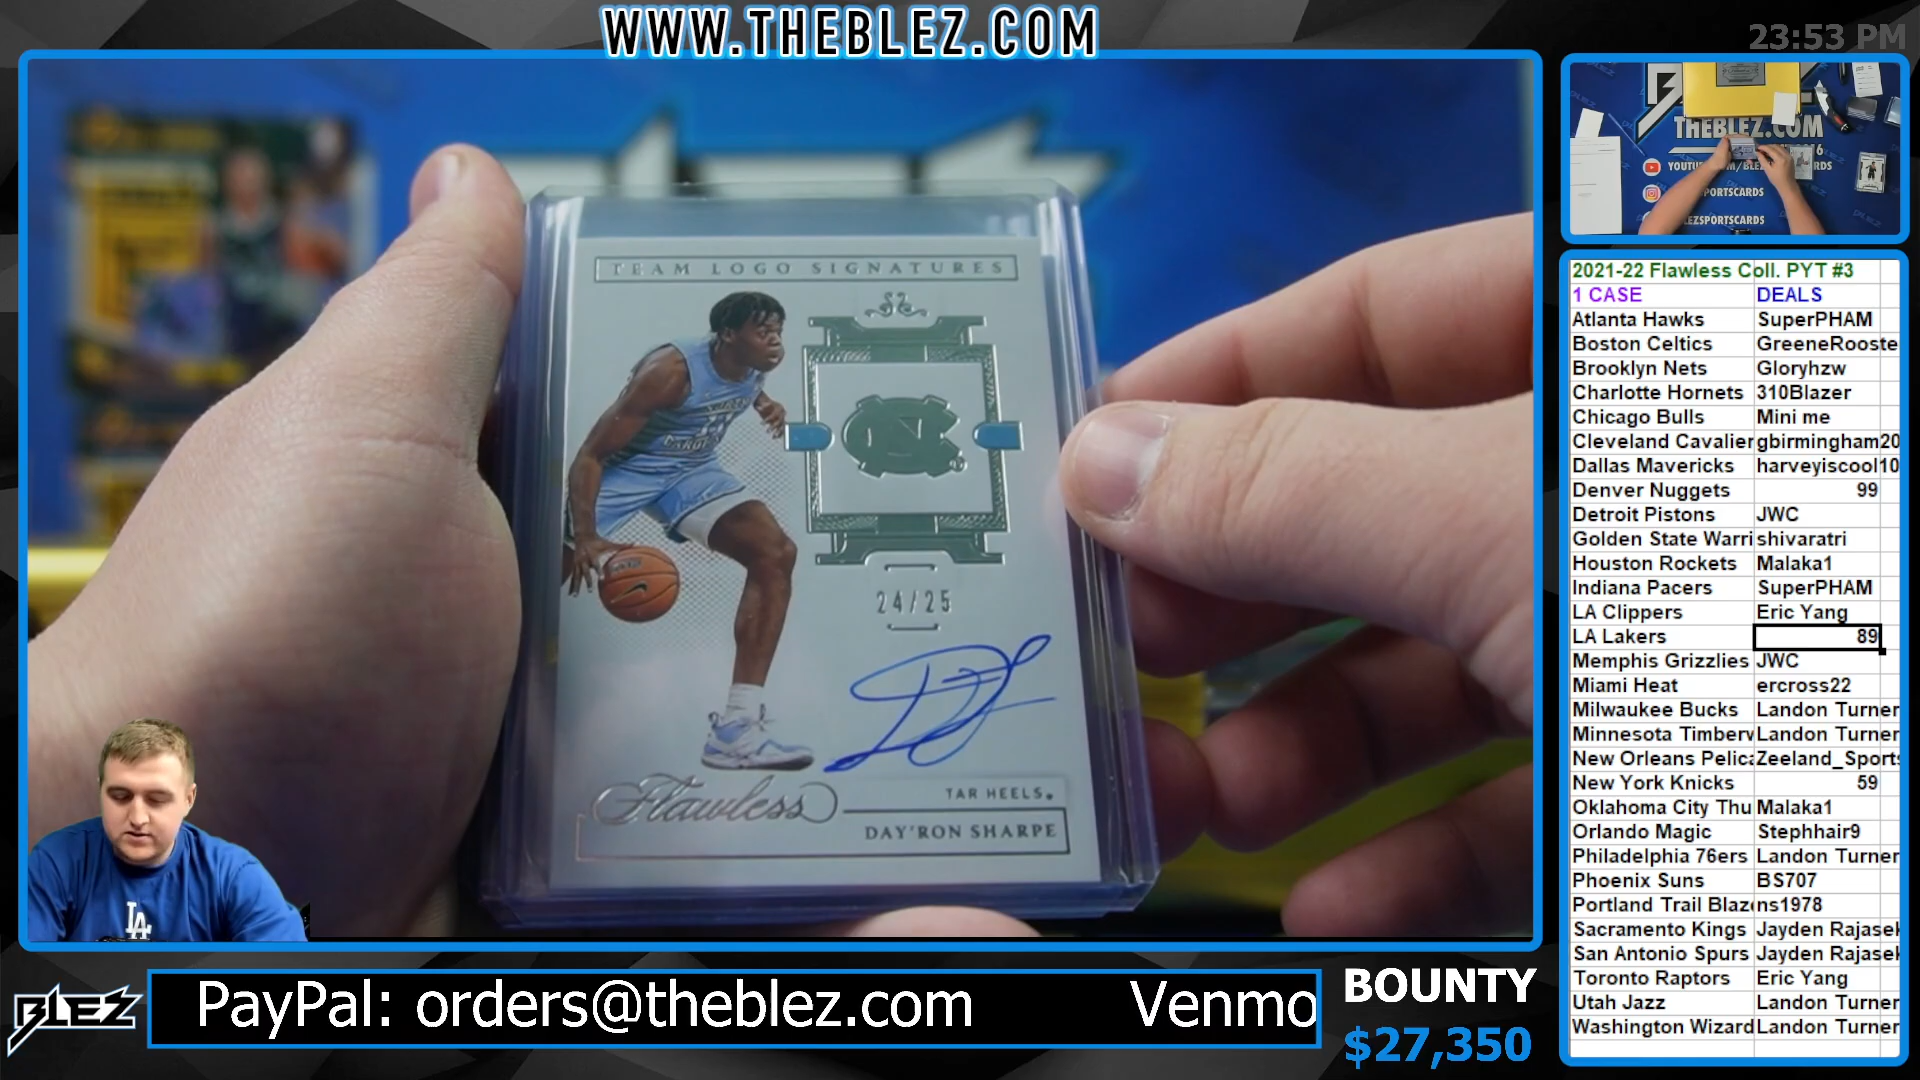 WWW.THEBLEZ.COM
23:53 PM
TEAM LOGO SIGNATURES
24/25
Flawless
TAR HEELS
DAY'RON SHARPE
LA
THEBLEZ.COM
2021-22 Flawless Coll. PYT #3
1 CASE DEALS
Atlanta Hawks SuperPHAM
Boston Celtics GreeneRooste
Brooklyn Nets Gloryhzw
Charlotte Hornets 310Blazer
Chicago Bulls Mini me
Cleveland Cavalier gbirmingham20
Dallas Mavericks harveyiscool10
Denver Nuggets 99
Detroit Pistons JWC
Golden State Warri shivaratri
Houston Rockets Malaka1
Indiana Pacers SuperPHAM
LA Clippers Eric Yang
LA Lakers 89
Memphis Grizzlies JWC
Miami Heat ercross22
Milwaukee Bucks Landon Turner
Minnesota Timberw Landon Turner
New Orleans Pelica Zeeland_Sports
New York Knicks 59
Oklahoma City Thu Malaka1
Orlando Magic Stephhair9
Philadelphia 76ers Landon Turner
Phoenix Suns BS707
Portland Trail Blaze ns1978
Sacramento Kings Jayden Rajasek
San Antonio Spurs Jayden Rajasek
Toronto Raptors Eric Yang
Utah Jazz Landon Turner
Washington Wizard Landon Turner
BLEZ
PayPal: orders@theblez.com Venmo
BOUNTY
$27,350